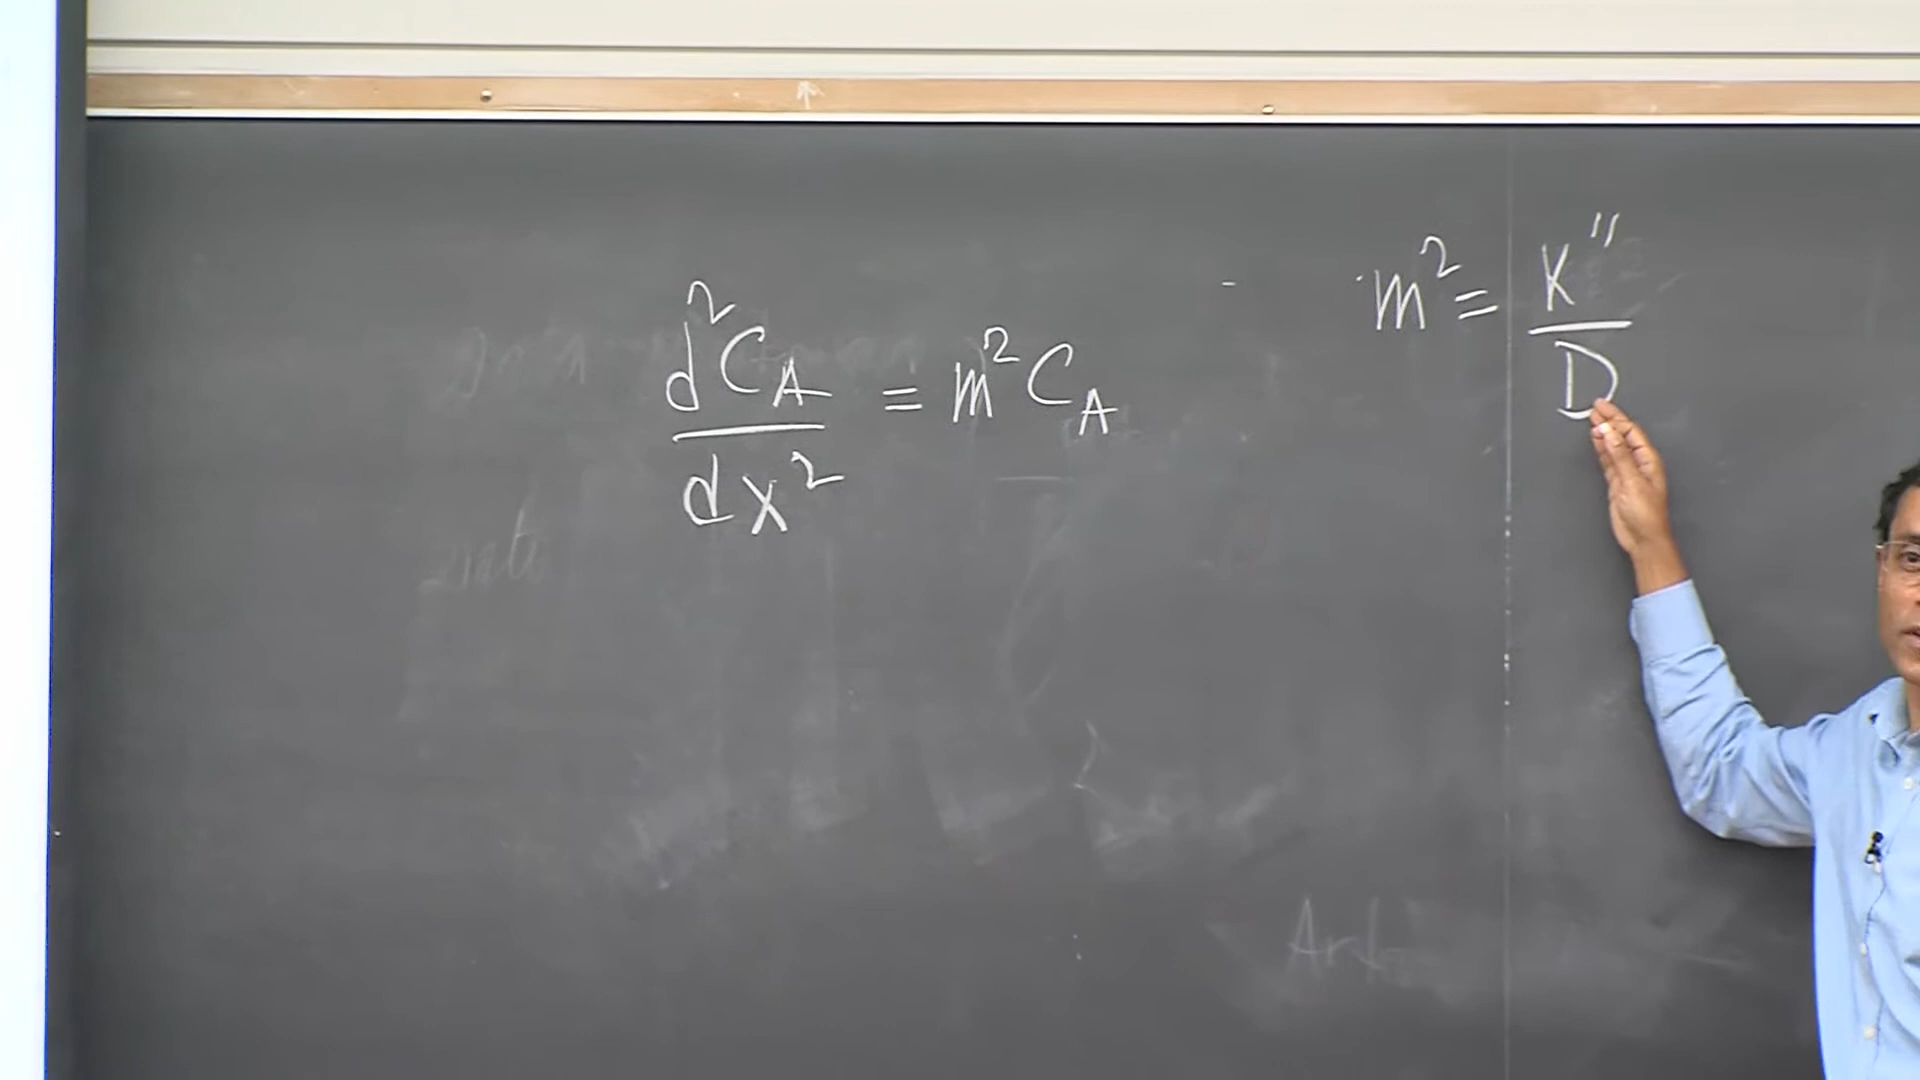 d²C_A/dx² = m²C_A
m² = K''/D